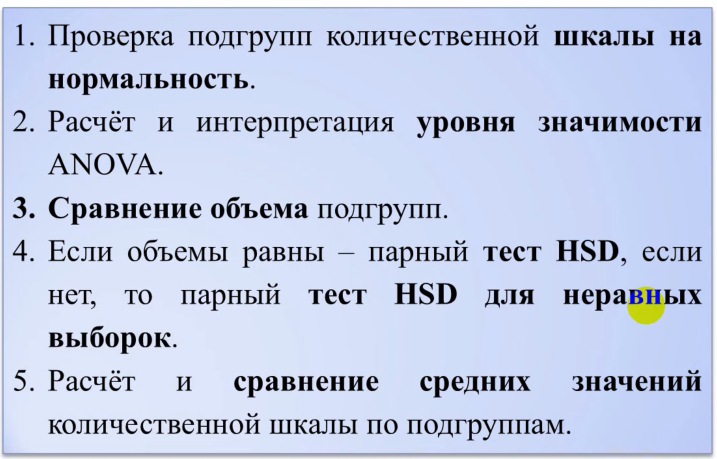 1. Проверка подгрупп количественной шкалы на
нормальность.
2. Расчёт и интерпретация уровня значимости
ANOVA.
3. Сравнение объема подгрупп.
4. Если объемы равны – парный тест HSD, если
нет, то парный тест HSD для неравных
выборок.
5. Расчёт и сравнение средних значений
количественной шкалы по подгруппам.